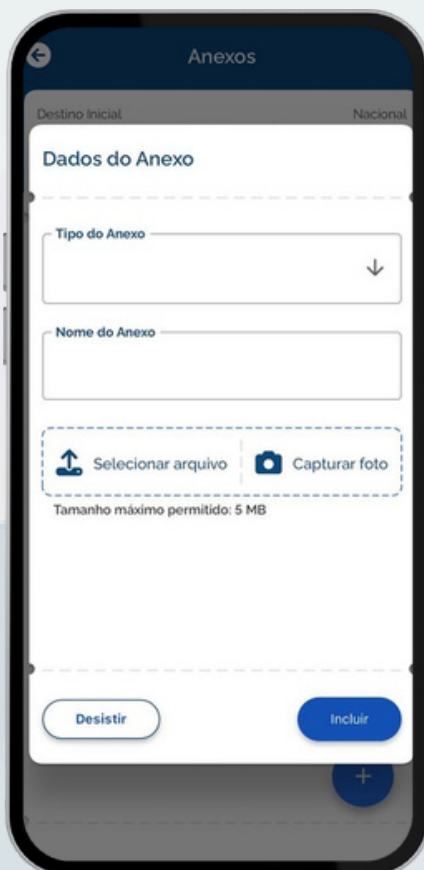 Anexos
Destino Inicial Nacional
Dados do Anexo
Tipo do Anexo
Nome do Anexo
Selecionar arquivo Capturar foto
Tamanho máximo permitido: 5 MB
Desistir Incluir